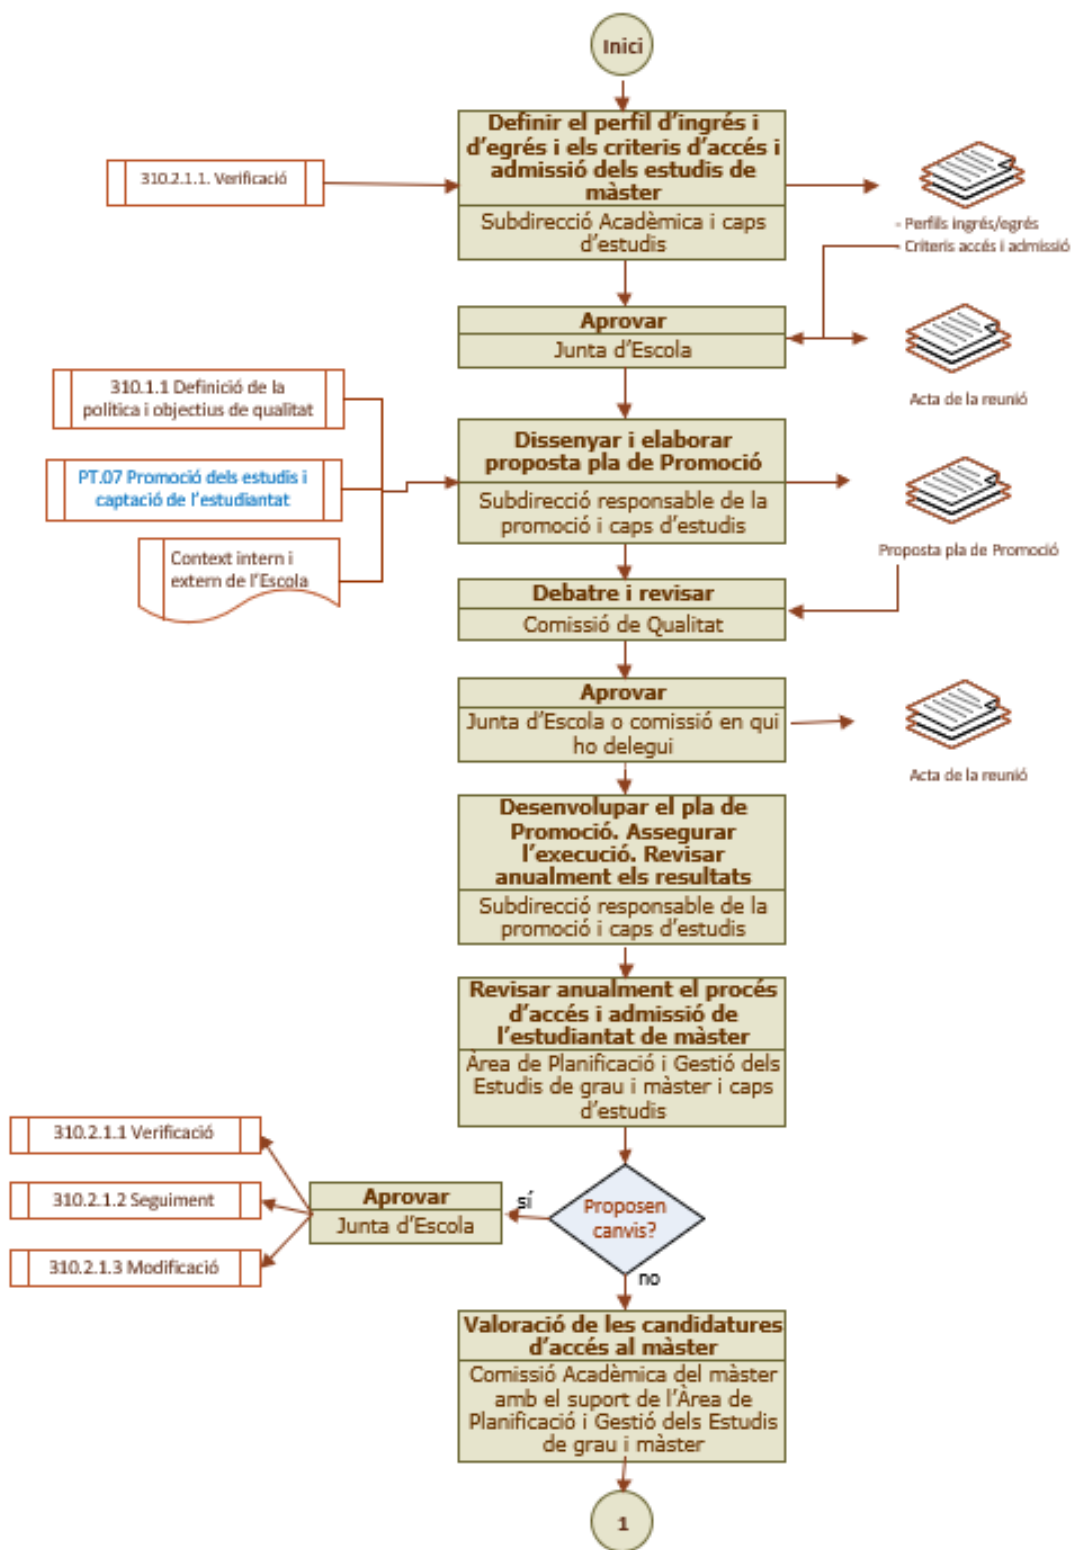 Inici
Definir el perfil d'ingrés i
d'egrés i els criteris d'accés i
admissió dels estudis de
màster
Subdirecció Acadèmica i caps
d'estudis
310.2.1.1. Verificació
- Perfils ingrés/egrés
- Criteris accés i admissió
Aprovar
Junta d'Escola
Acta de la reunió
310.1.1 Definició de la
política i objectius de qualitat
PT.07 Promoció dels estudis i
captació de l'estudiantat
Context intern i
extern de l'Escola
Dissenyar i elaborar
proposta pla de Promoció
Subdirecció responsable de la
promoció i caps d'estudis
Proposta pla de Promoció
Debatre i revisar
Comissió de Qualitat
Aprovar
Junta d'Escola o comissió en qui
ho delegui
Acta de la reunió
Desenvolupar el pla de
Promoció. Assegurar
l'execució. Revisar
anualment els resultats
Subdirecció responsable de la
promoció i caps d'estudis
Revisar anualment el procés
d'accés i admissió de
l'estudiantat de màster
Àrea de Planificació i Gestió dels
Estudis de grau i màster i caps
d'estudis
Proposen
canvis?
sí
no
Aprovar
Junta d'Escola
310.2.1.1 Verificació
310.2.1.2 Seguiment
310.2.1.3 Modificació
Valoració de les candidatures
d'accés al màster
Comissió Acadèmica del màster
amb el suport de l'Àrea de
Planificació i Gestió dels Estudis
de grau i màster
1